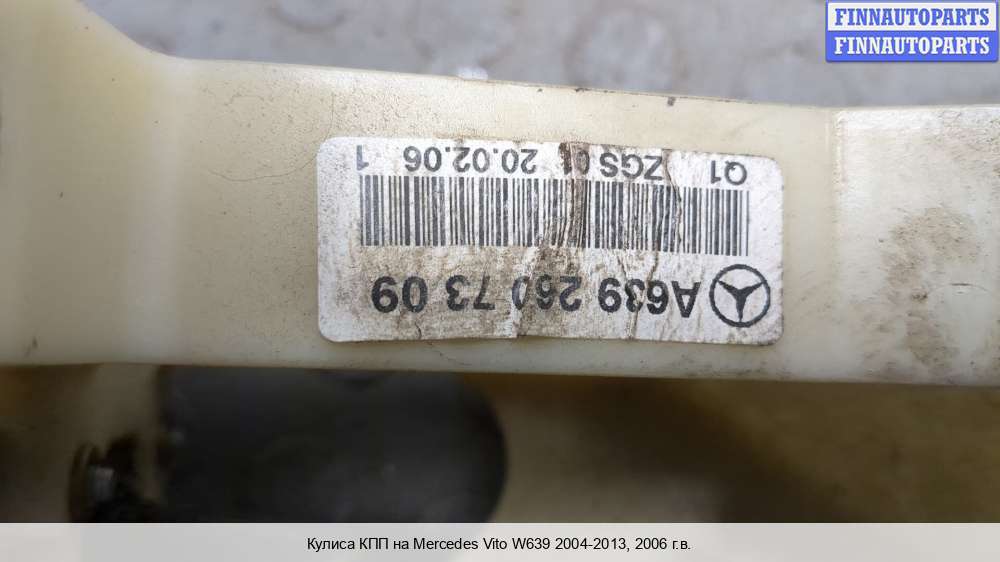 FINNAUTOPARTS
FINNAUTOPARTS
A639 260 73 09
Q1 ZGS 01 20.02.06 1
Кулиса КПП на Mercedes Vito W639 2004-2013, 2006 г.в.